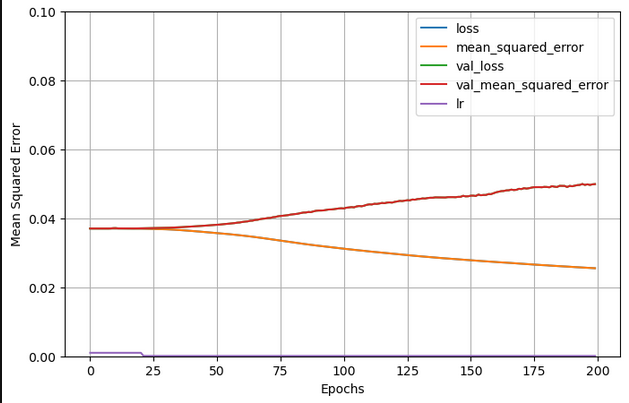 0.10
0.08
0.06
0.04
0.02
0.00
Mean Squared Error
loss
mean_squared_error
val_loss
val_mean_squared_error
lr
0 25 50 75 100 125 150 175 200
Epochs